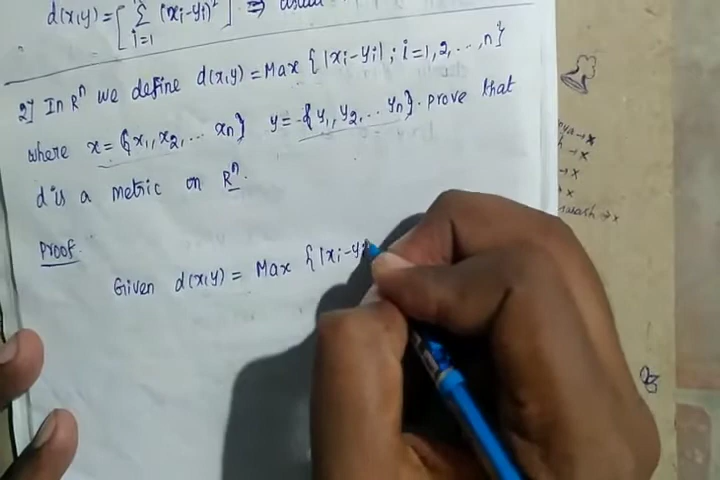 d(x,y) = [ n∑i=1 (xi-yi)² ] ⇒
2] In Rⁿ we define d(x,y) = Max {|xi-yi| ; i=1,2,...,n}
where x = {x1, x2, ... xn} y = {y1, y2, ... yn}. prove that
d is a metric on Rⁿ.
Proof.
Given d(x,y) = Max {|xi-yi